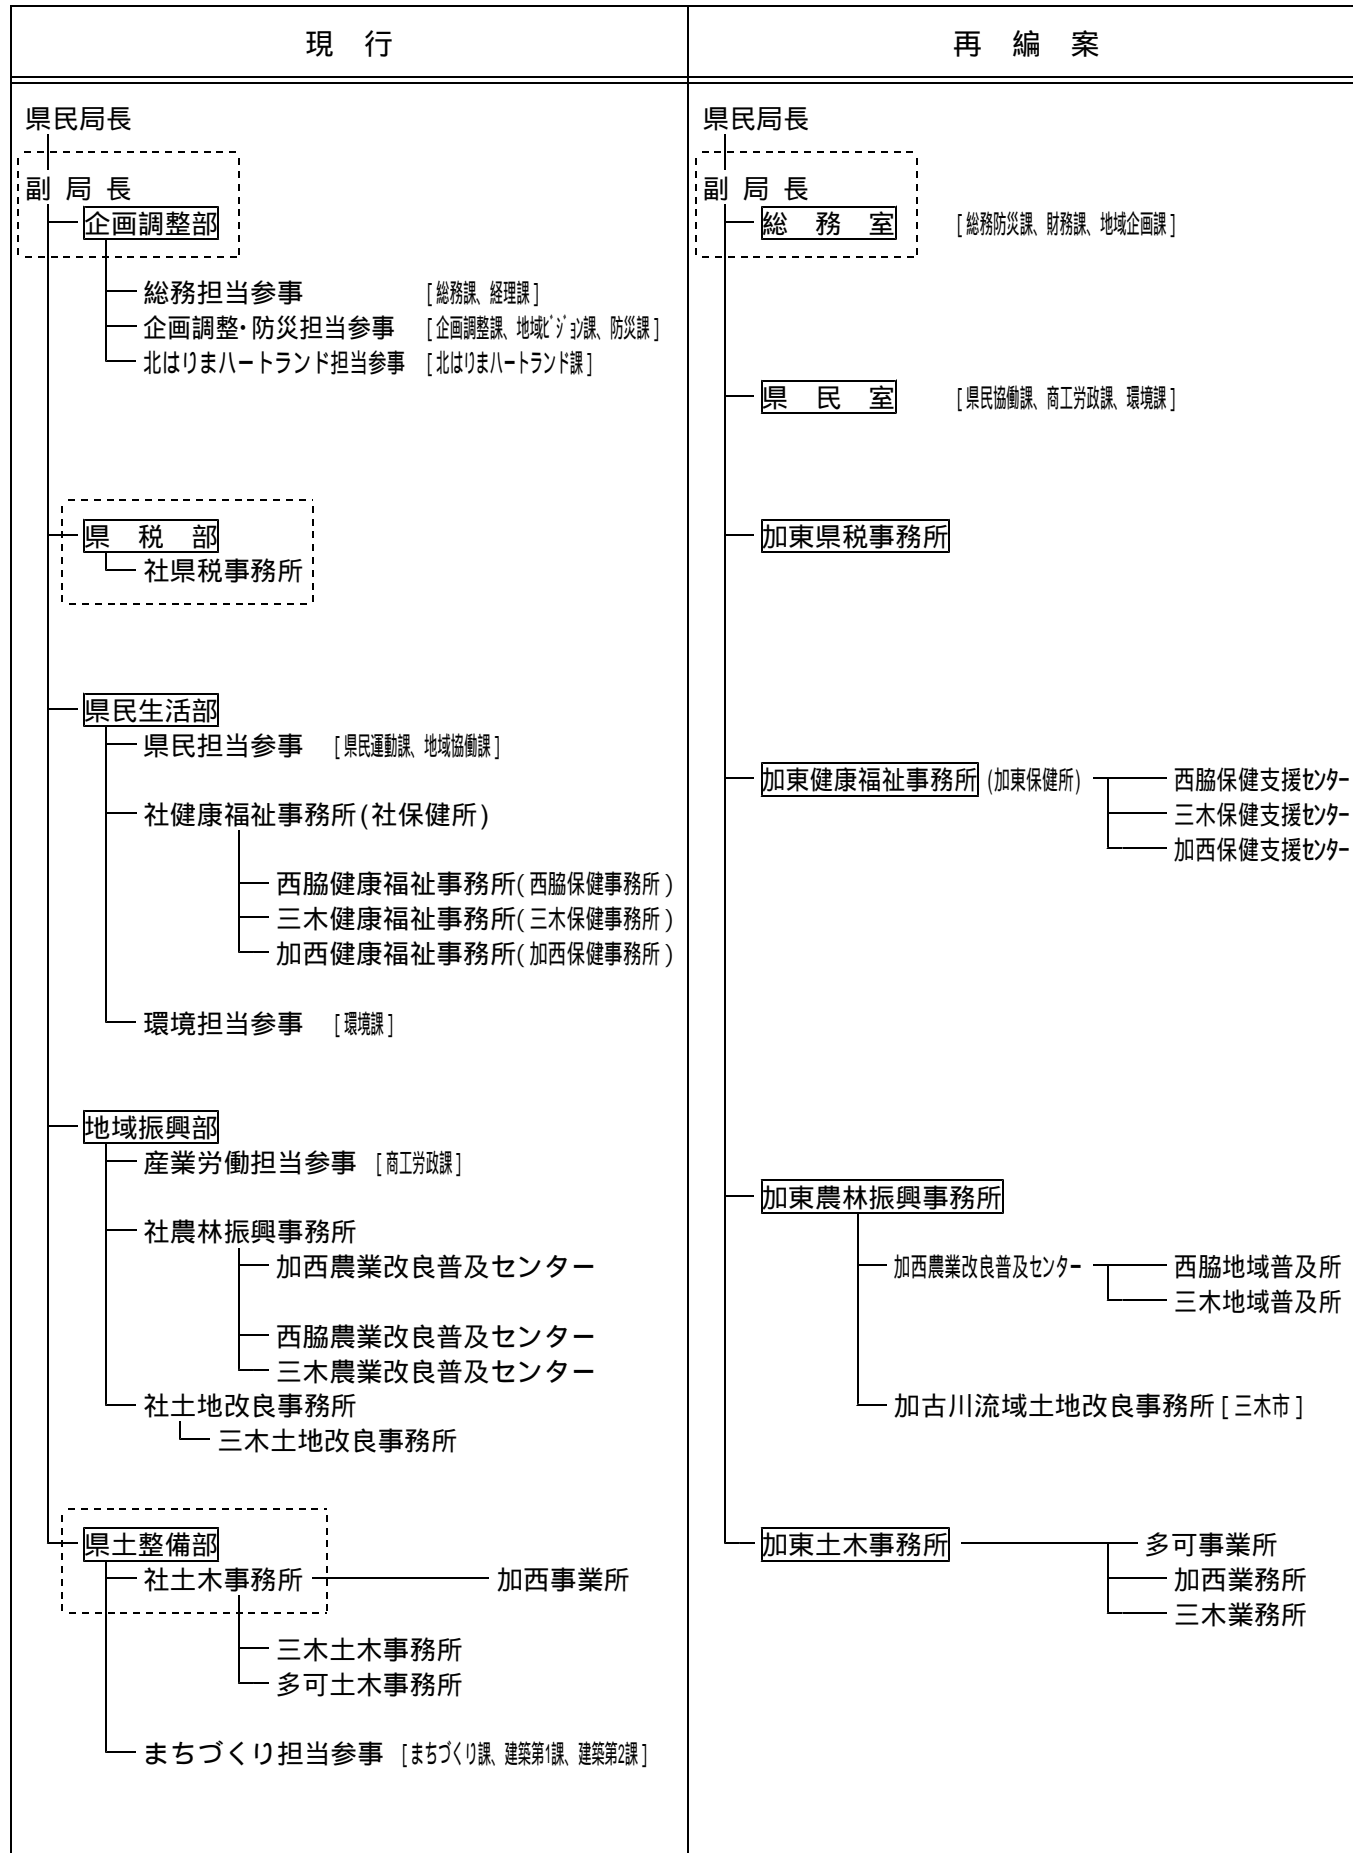 現 行
県民局長
副 局 長
企画調整部
総務担当参事 [総務課、経理課]
企画調整・防災担当参事 [企画調整課、地域ビジョン課、防災課]
北はりまハートランド担当参事 [北はりまハートランド課]
県 税 部
社県税事務所
県民生活部
県民担当参事 [県民運動課、地域協働課]
社健康福祉事務所(社保健所)
西脇健康福祉事務所(西脇保健事務所)
三木健康福祉事務所(三木保健事務所)
加西健康福祉事務所(加西保健事務所)
環境担当参事 [環境課]
地域振興部
産業労働担当参事 [商工労政課]
社農林振興事務所
加西農業改良普及センター
西脇農業改良普及センター
三木農業改良普及センター
社土地改良事務所
三木土地改良事務所
県土整備部
社土木事務所 加西事業所
三木土木事務所
多可土木事務所
まちづくり担当参事 [まちづくり課、建築第1課、建築第2課]
再 編 案
県民局長
副 局 長
総 務 室 [総務防災課、財務課、地域企画課]
県 民 室 [県民協働課、商工労政課、環境課]
加東県税事務所
加東健康福祉事務所 (加東保健所) 西脇保健支援センター
三木保健支援センター
加西保健支援センター
加東農林振興事務所
加西農業改良普及センター 西脇地域普及所
三木地域普及所
加古川流域土地改良事務所[三木市]
加東土木事務所 多可事業所
加西業務所
三木業務所